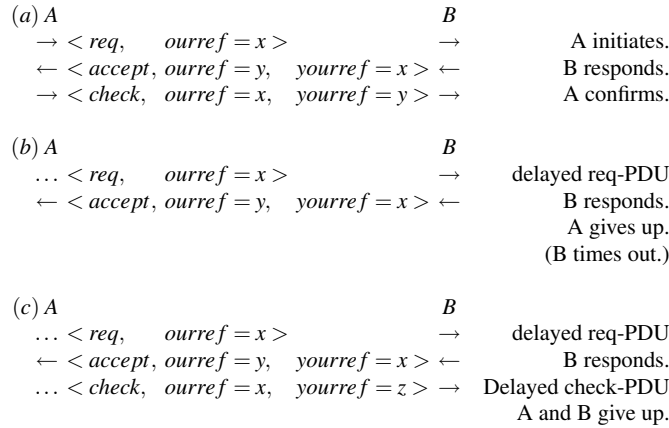 (a) A B
→ < req, ourref = x > → A initiates.
← < accept, ourref = y, yourref = x > ← B responds.
→ < check, ourref = x, yourref = y > → A confirms.
(b) A B
... < req, ourref = x > → delayed req-PDU
← < accept, ourref = y, yourref = x > ← B responds.
A gives up.
(B times out.)
(c) A B
... < req, ourref = x > → delayed req-PDU
← < accept, ourref = y, yourref = x > ← B responds.
... < check, ourref = x, yourref = z > → Delayed check-PDU
A and B give up.